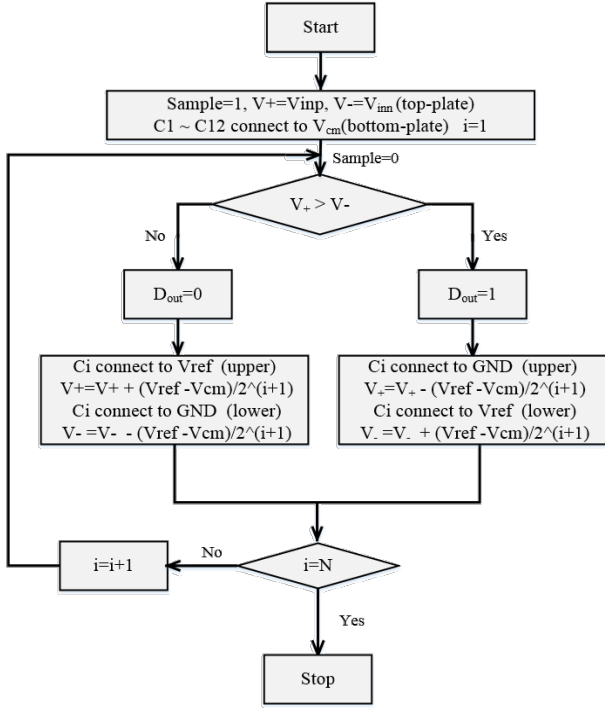 Start
Sample=1, V+=Vinp, V-=Vinn (top-plate)
C1 ~ C12 connect to Vcm(bottom-plate) i=1
Sample=0
V+ > V-
No
Yes
Dout=0
Dout=1
Ci connect to Vref (upper)
V+=V+ + (Vref -Vcm)/2^(i+1)
Ci connect to GND (lower)
V- =V- - (Vref -Vcm)/2^(i+1)
Ci connect to GND (upper)
V+=V+ - (Vref -Vcm)/2^(i+1)
Ci connect to Vref (lower)
V- =V- + (Vref -Vcm)/2^(i+1)
i=i+1
No
i=N
Yes
Stop